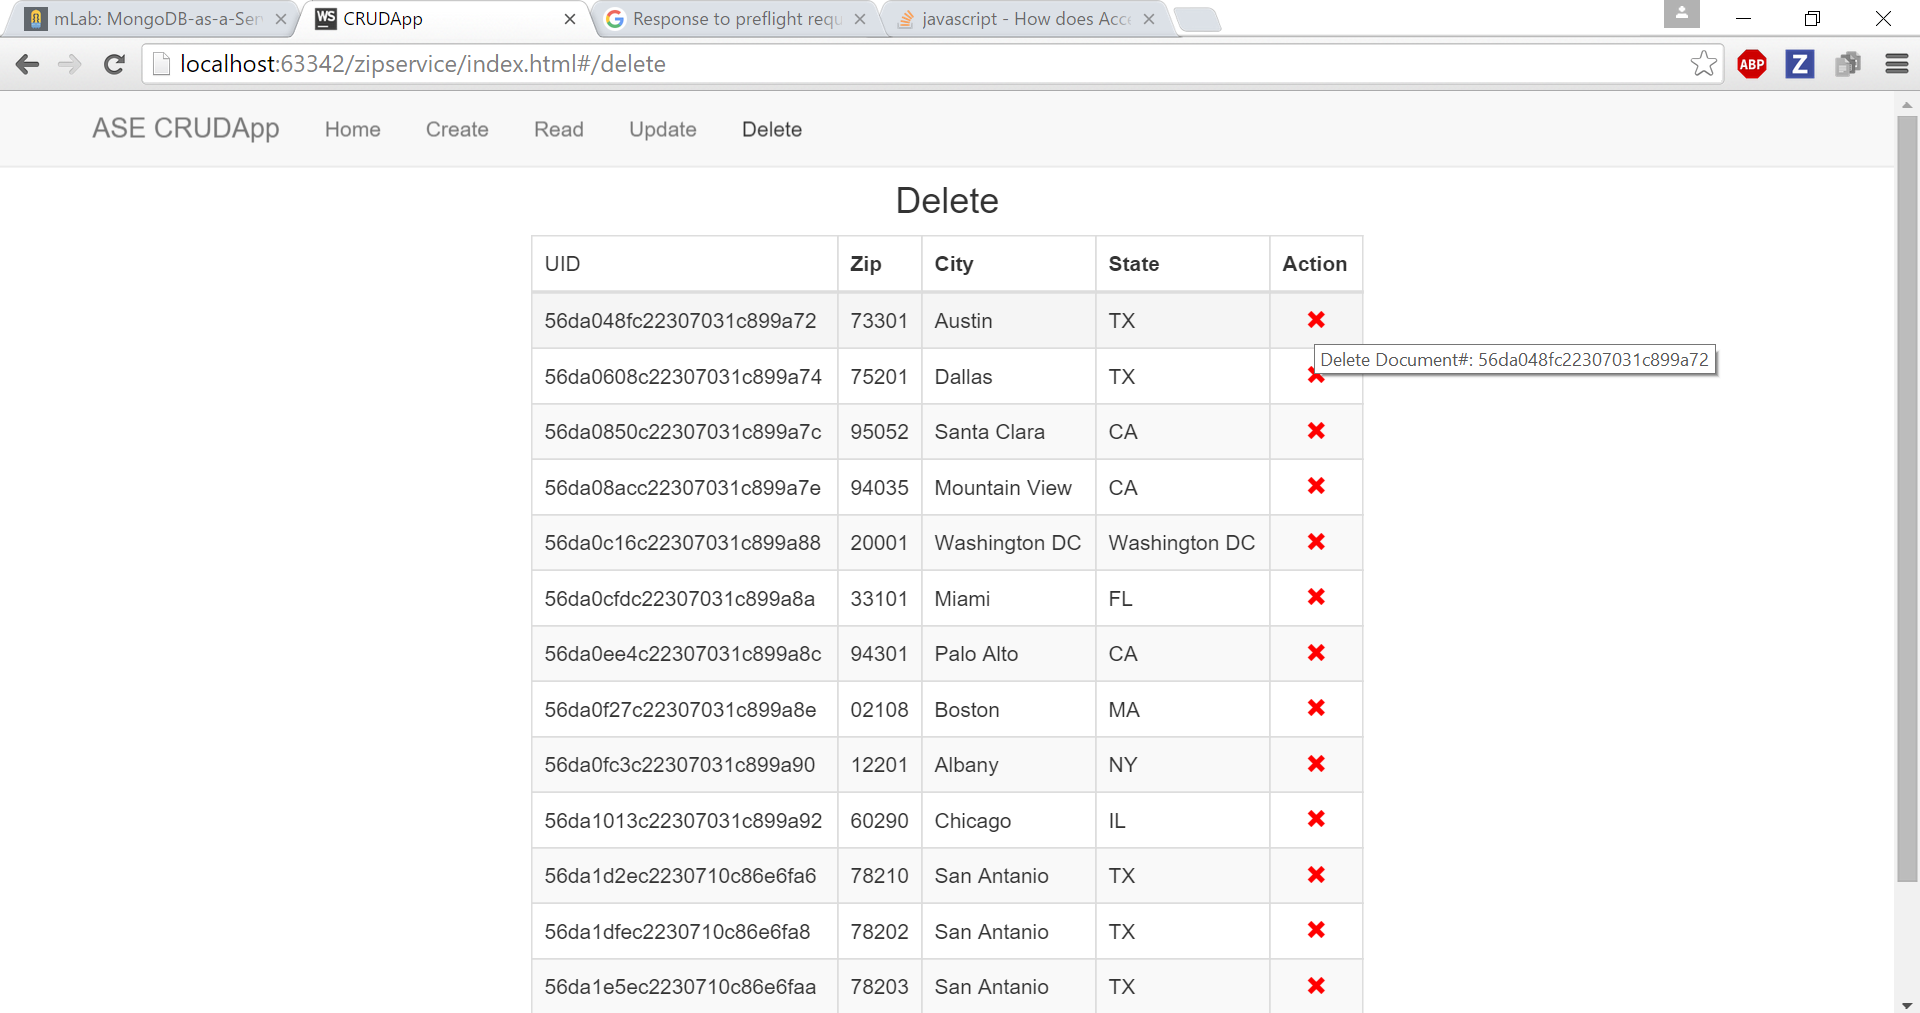 mLab: MongoDB-as-a-Ser
WS CRUDApp
Response to preflight requ
javascript - How does Acce
localhost:63342/zipservice/index.html#/delete
ABP
Z
ASE CRUDApp Home Create Read Update Delete
Delete
UID Zip City State Action
56da048fc22307031c899a72 73301 Austin TX
Delete Document#: 56da048fc22307031c899a72
56da0608c22307031c899a74 75201 Dallas TX
56da0850c22307031c899a7c 95052 Santa Clara CA
56da08acc22307031c899a7e 94035 Mountain View CA
56da0c16c22307031c899a88 20001 Washington DC Washington DC
56da0cfdc22307031c899a8a 33101 Miami FL
56da0ee4c22307031c899a8c 94301 Palo Alto CA
56da0f27c22307031c899a8e 02108 Boston MA
56da0fc3c22307031c899a90 12201 Albany NY
56da1013c22307031c899a92 60290 Chicago IL
56da1d2ec2230710c86e6fa6 78210 San Antanio TX
56da1dfec2230710c86e6fa8 78202 San Antanio TX
56da1e5ec2230710c86e6faa 78203 San Antanio TX